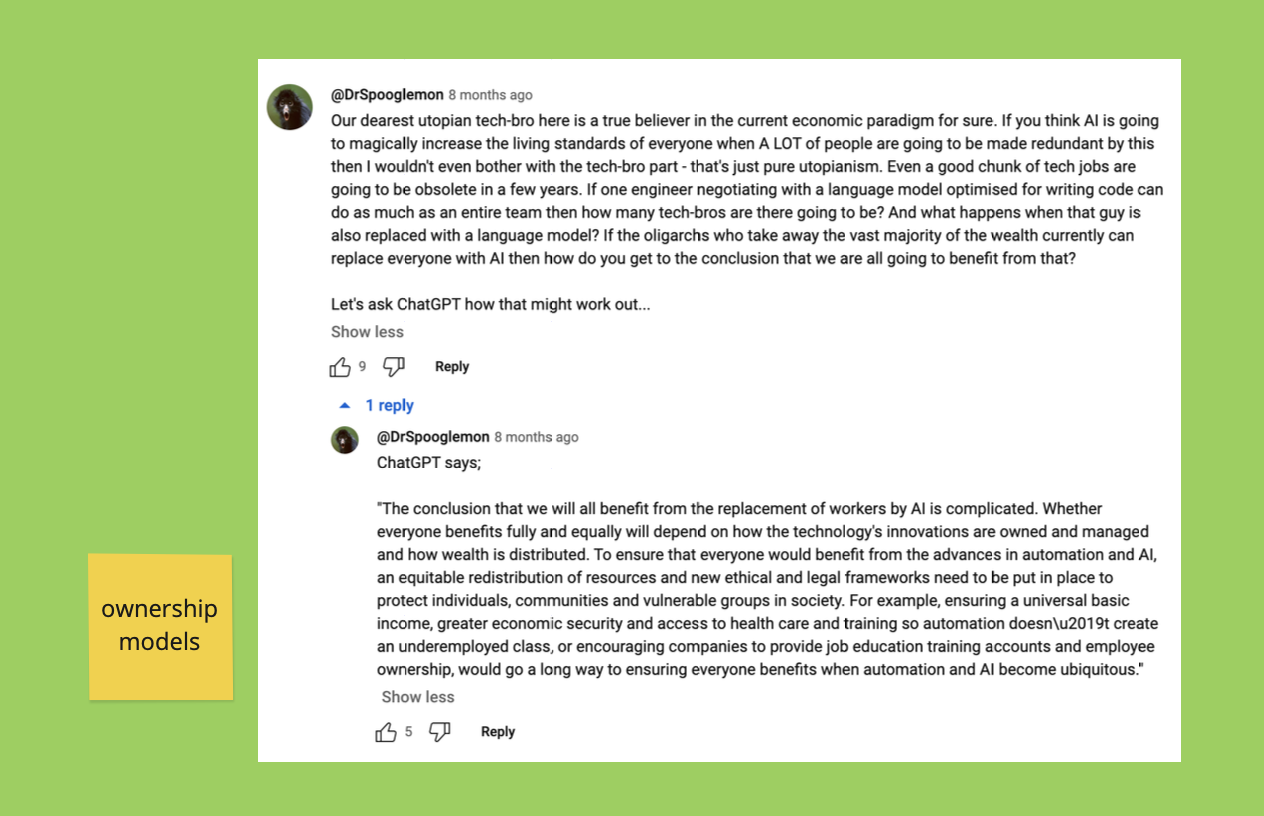 @DrSpooglemon 8 months ago
Our dearest utopian tech-bro here is a true believer in the current economic paradigm for sure. If you think AI is going
to magically increase the living standards of everyone when A LOT of people are going to be made redundant by this
then I wouldn't even bother with the tech-bro part - that's just pure utopianism. Even a good chunk of tech jobs are
going to be obsolete in a few years. If one engineer negotiating with a language model optimised for writing code can
do as much as an entire team then how many tech-bros are there going to be? And what happens when that guy is
also replaced with a language model? If the oligarchs who take away the vast majority of the wealth currently can
replace everyone with AI then how do you get to the conclusion that we are all going to benefit from that?
Let's ask ChatGPT how that might work out...
Show less
9 Reply
1 reply
@DrSpooglemon 8 months ago
ChatGPT says;
"The conclusion that we will all benefit from the replacement of workers by AI is complicated. Whether
everyone benefits fully and equally will depend on how the technology's innovations are owned and managed
and how wealth is distributed. To ensure that everyone would benefit from the advances in automation and AI,
an equitable redistribution of resources and new ethical and legal frameworks need to be put in place to
protect individuals, communities and vulnerable groups in society. For example, ensuring a universal basic
income, greater economic security and access to health care and training so automation doesn\u2019t create
an underemployed class, or encouraging companies to provide job education training accounts and employee
ownership, would go a long way to ensuring everyone benefits when automation and AI become ubiquitous."
Show less
5 Reply
ownership
models